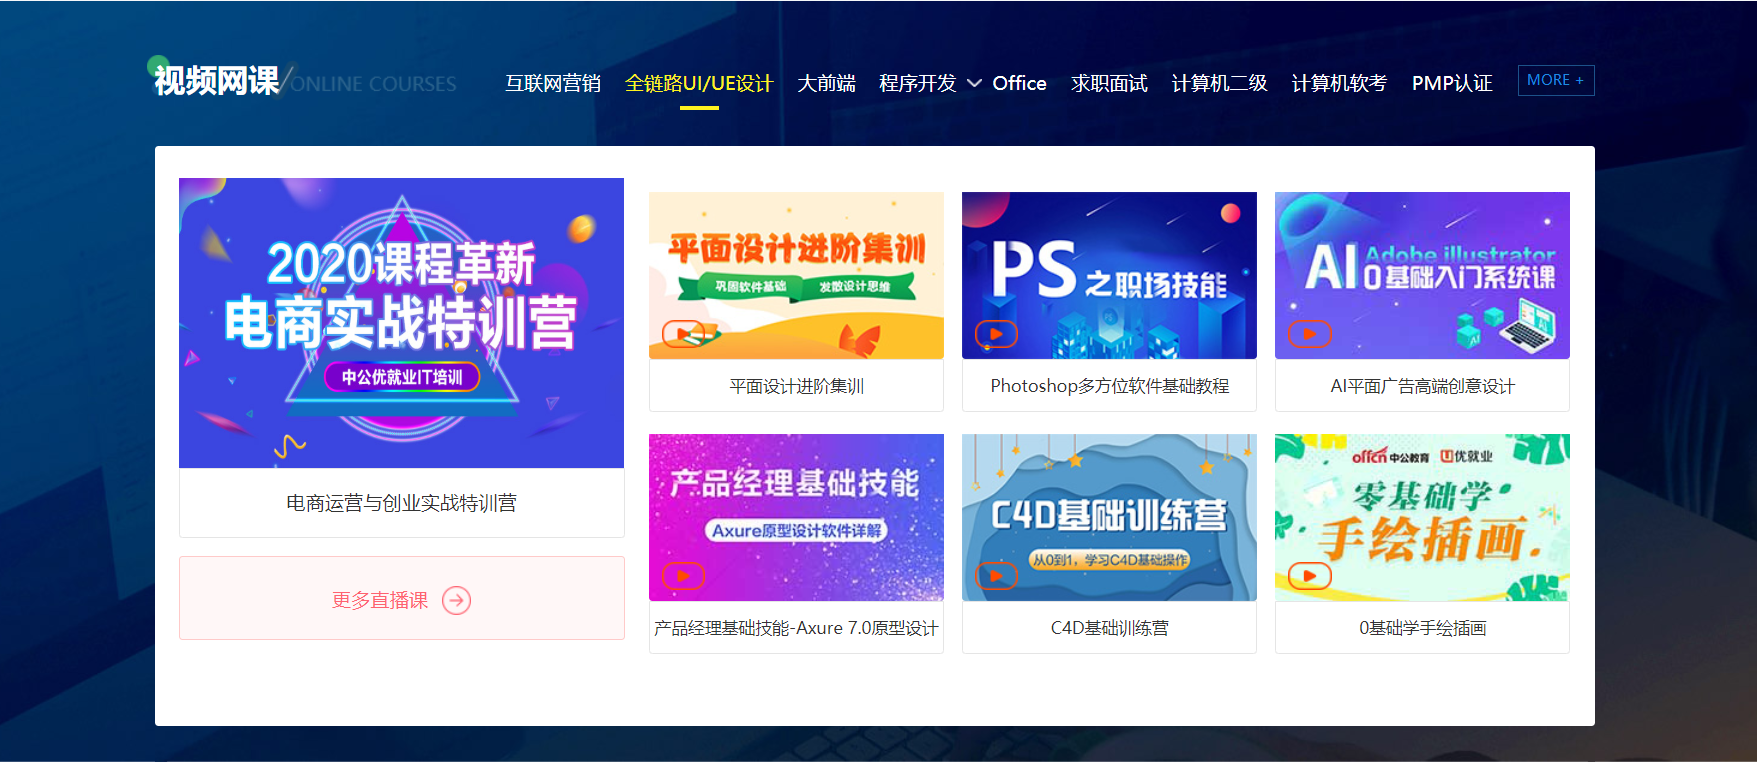 视频网课/ONLINE COURSES
互联网营销 全链路UI/UE设计 大前端 程序开发 Office 求职面试 计算机二级 计算机软考 PMP认证 MORE +
2020课程革新
电商实战特训营
中公优就业IT培训
电商运营与创业实战特训营
更多直播课
平面设计进阶集训
巩固软件基础 发散设计思维
平面设计进阶集训
PS之职场技能
Photoshop多方位软件基础教程
AI Adobe illustrator
0基础入门系统课
AI
AI平面广告高端创意设计
产品经理基础技能
Axure原型设计软件详解
产品经理基础技能-Axure 7.0原型设计
C4D基础训练营
从0到1，学习C4D基础操作
C4D基础训练营
offcn中公教育 U优就业
零基础学
手绘插画
0基础学手绘插画